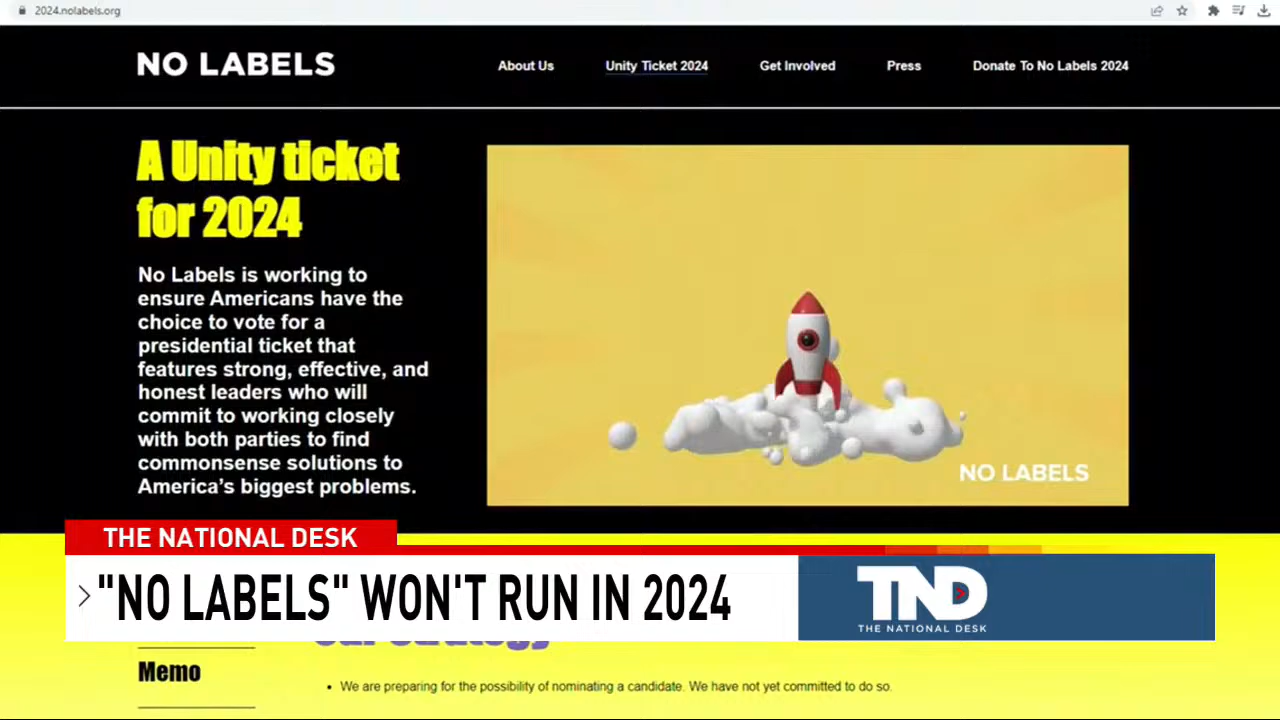 2024.nolabels.org
NO LABELS
About Us
Unity Ticket 2024
Get Involved
Press
Donate To No Labels 2024
A Unity ticket
for 2024
No Labels is working to
ensure Americans have the
choice to vote for a
presidential ticket that
features strong, effective, and
honest leaders who will
commit to working closely
with both parties to find
commonsense solutions to
America's biggest problems.
NO LABELS
THE NATIONAL DESK
"NO LABELS" WON'T RUN IN 2024
TND
THE NATIONAL DESK
Our Strategy
Memo
• We are preparing for the possibility of nominating a candidate. We have not yet committed to do so.